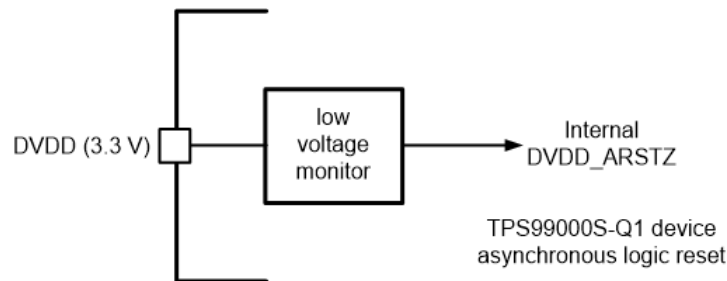 DVDD (3.3 V)
low
voltage
monitor
Internal
DVDD_ARSTZ
TPS99000S-Q1 device
asynchronous logic reset